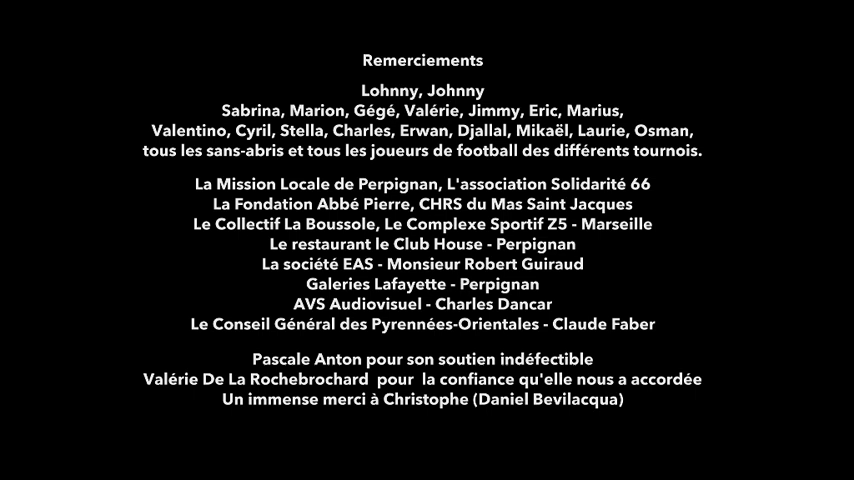 Remerciements
Lohnny, Johnny
Sabrina, Marion, Gégé, Valérie, Jimmy, Eric, Marius,
Valentino, Cyril, Stella, Charles, Erwan, Djallal, Mikaël, Laurie, Osman,
tous les sans-abris et tous les joueurs de football des différents tournois.
La Mission Locale de Perpignan, L'association Solidarité 66
La Fondation Abbé Pierre, CHRS du Mas Saint Jacques
Le Collectif La Boussole, Le Complexe Sportif Z5 - Marseille
Le restaurant le Club House - Perpignan
La société EAS - Monsieur Robert Guiraud
Galeries Lafayette - Perpignan
AVS Audiovisuel - Charles Dancar
Le Conseil Général des Pyrennées-Orientales - Claude Faber
Pascale Anton pour son soutien indéfectible
Valérie De La Rochebrochard  pour  la confiance qu'elle nous a accordée
Un immense merci à Christophe (Daniel Bevilacqua)